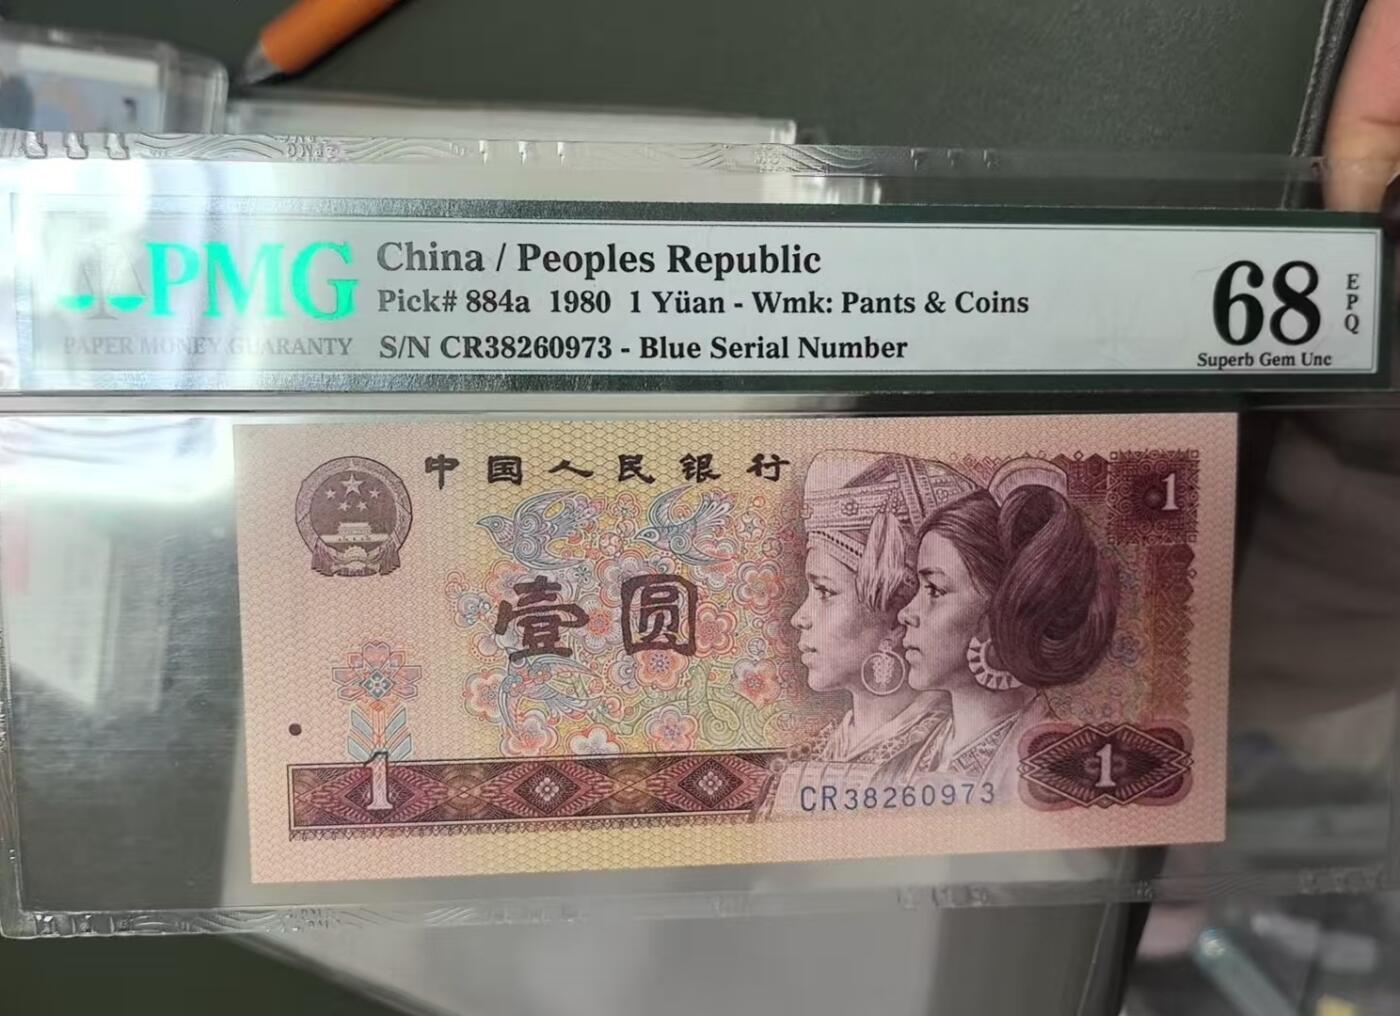 PMG
PAPER MONEY GUARANTY
China / Peoples Republic
Pick# 884a 1980 1 Yüan - Wmk: Pants & Coins
S/N CR38260973 - Blue Serial Number
68
EPQ
Superb Gem Unc
中国人民银行
1
壹圆
1
1
CR38260973